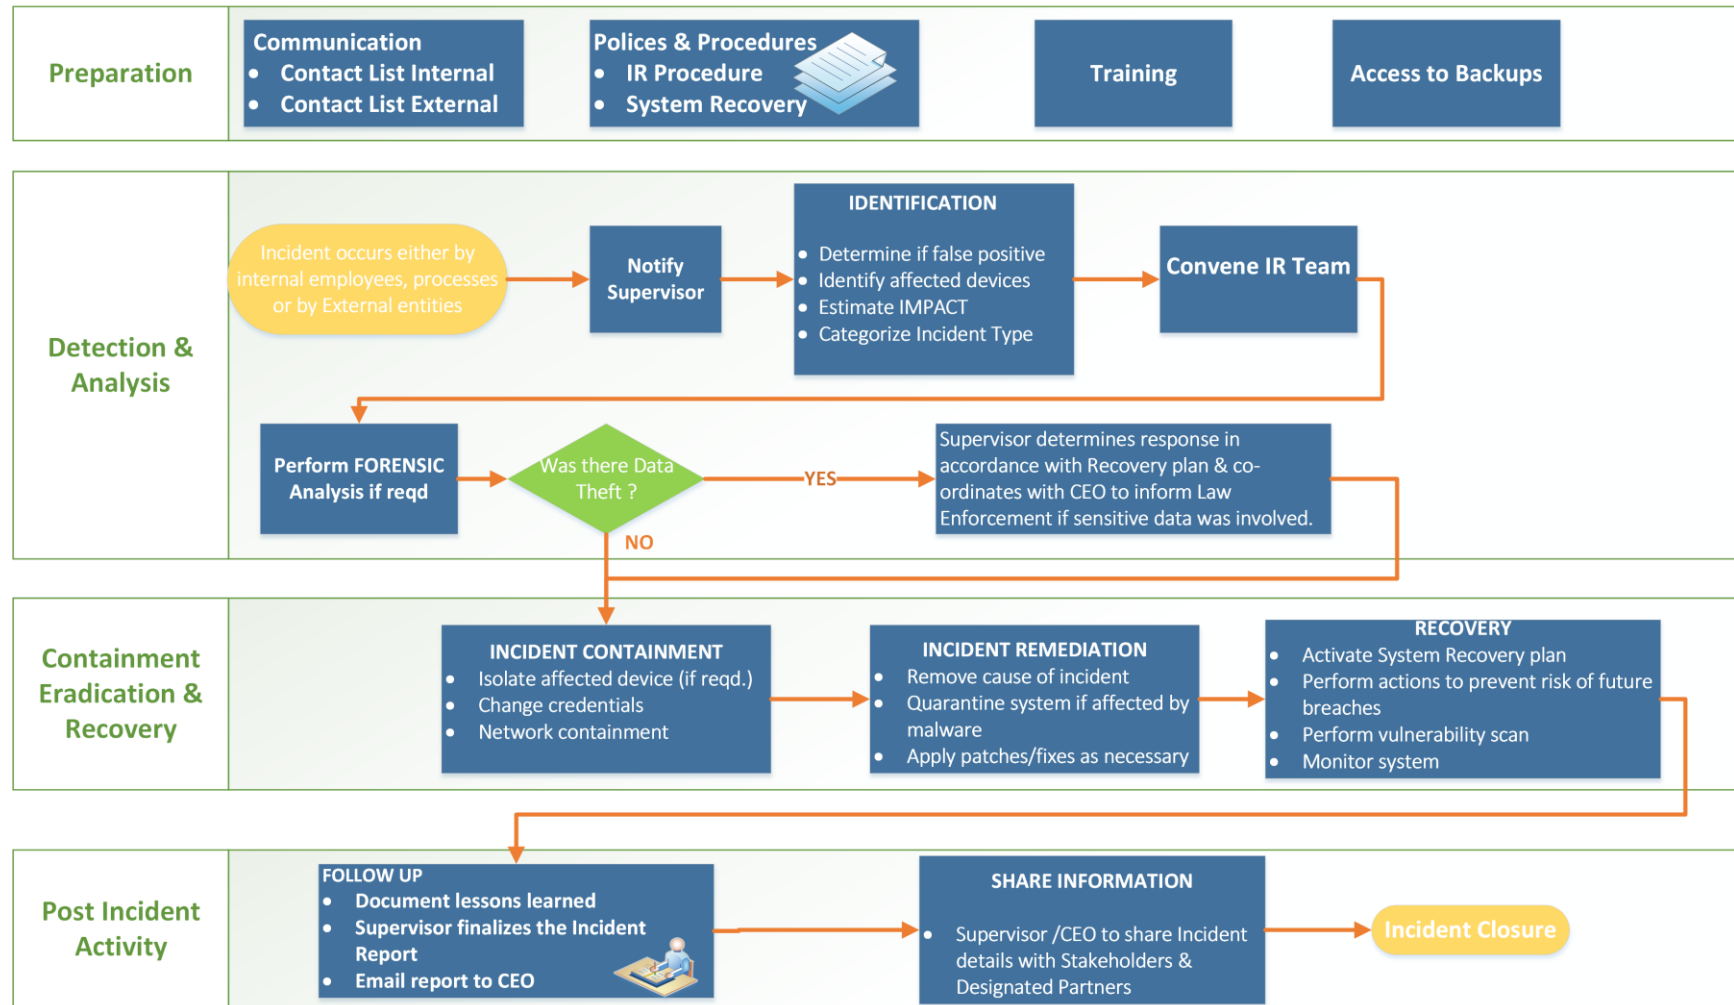 Preparation
Communication
• Contact List Internal
• Contact List External
Polices & Procedures
• IR Procedure
• System Recovery
Training
Access to Backups
Detection &
Analysis
Incident occurs either by
internal employees, processes
or by External entities
Notify
Supervisor
IDENTIFICATION
• Determine if false positive
• Identify affected devices
• Estimate IMPACT
• Categorize Incident Type
Convene IR Team
Perform FORENSIC
Analysis if reqd
Was there Data
Theft ?
YES
NO
Supervisor determines response in
accordance with Recovery plan & co-
ordinates with CEO to inform Law
Enforcement if sensitive data was involved.
Containment
Eradication &
Recovery
INCIDENT CONTAINMENT
• Isolate affected device (if reqd.)
• Change credentials
• Network containment
INCIDENT REMEDIATION
• Remove cause of incident
• Quarantine system if affected by
malware
• Apply patches/fixes as necessary
RECOVERY
• Activate System Recovery plan
• Perform actions to prevent risk of future
breaches
• Perform vulnerability scan
• Monitor system
Post Incident
Activity
FOLLOW UP
• Document lessons learned
• Supervisor finalizes the Incident
Report
• Email report to CEO
SHARE INFORMATION
• Supervisor /CEO to share Incident
details with Stakeholders &
Designated Partners
Incident Closure